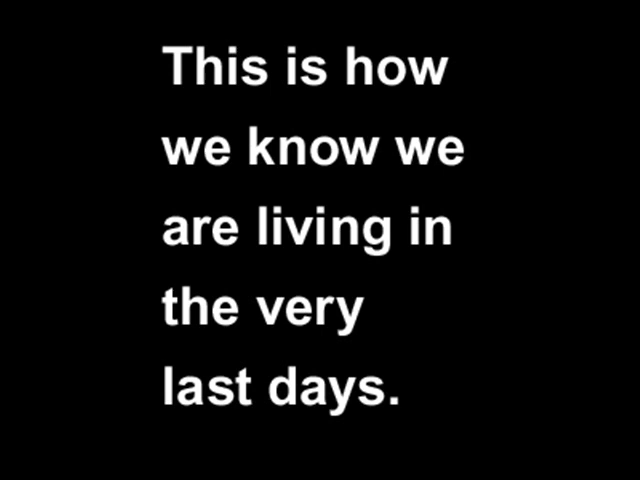 This is how
we know we
are living in
the very
last days.